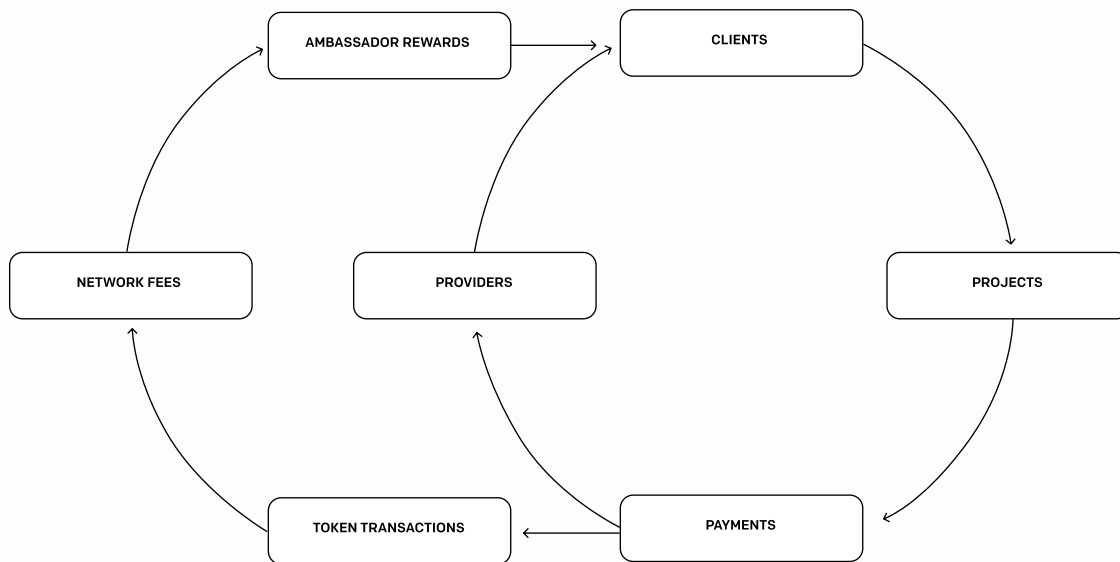 AMBASSADOR REWARDS
CLIENTS
NETWORK FEES
PROVIDERS
PROJECTS
TOKEN TRANSACTIONS
PAYMENTS